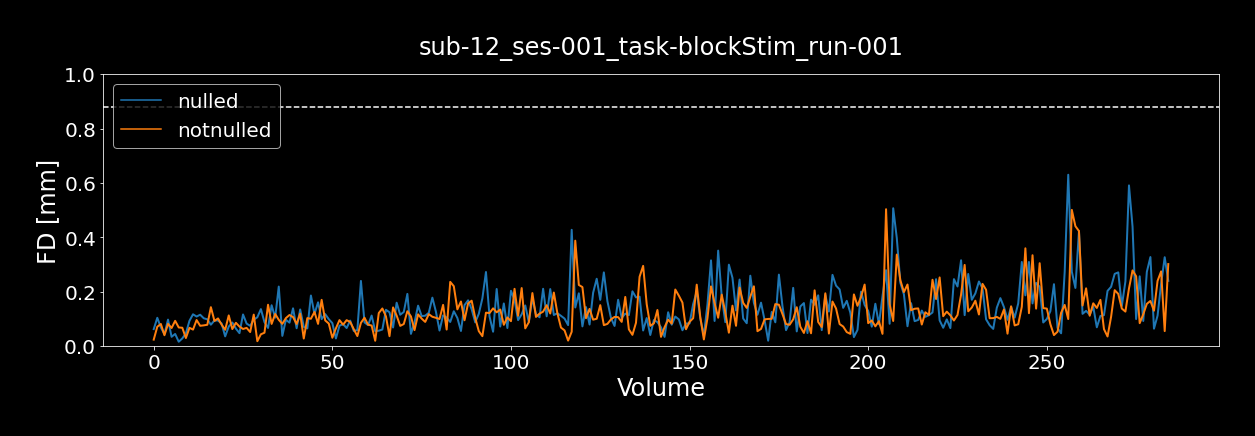 sub-12_ses-001_task-blockStim_run-001
1.0
0.8
0.6
0.4
0.2
0.0
FD [mm]
nulled
notnulled
0 50 100 150 200 250
Volume